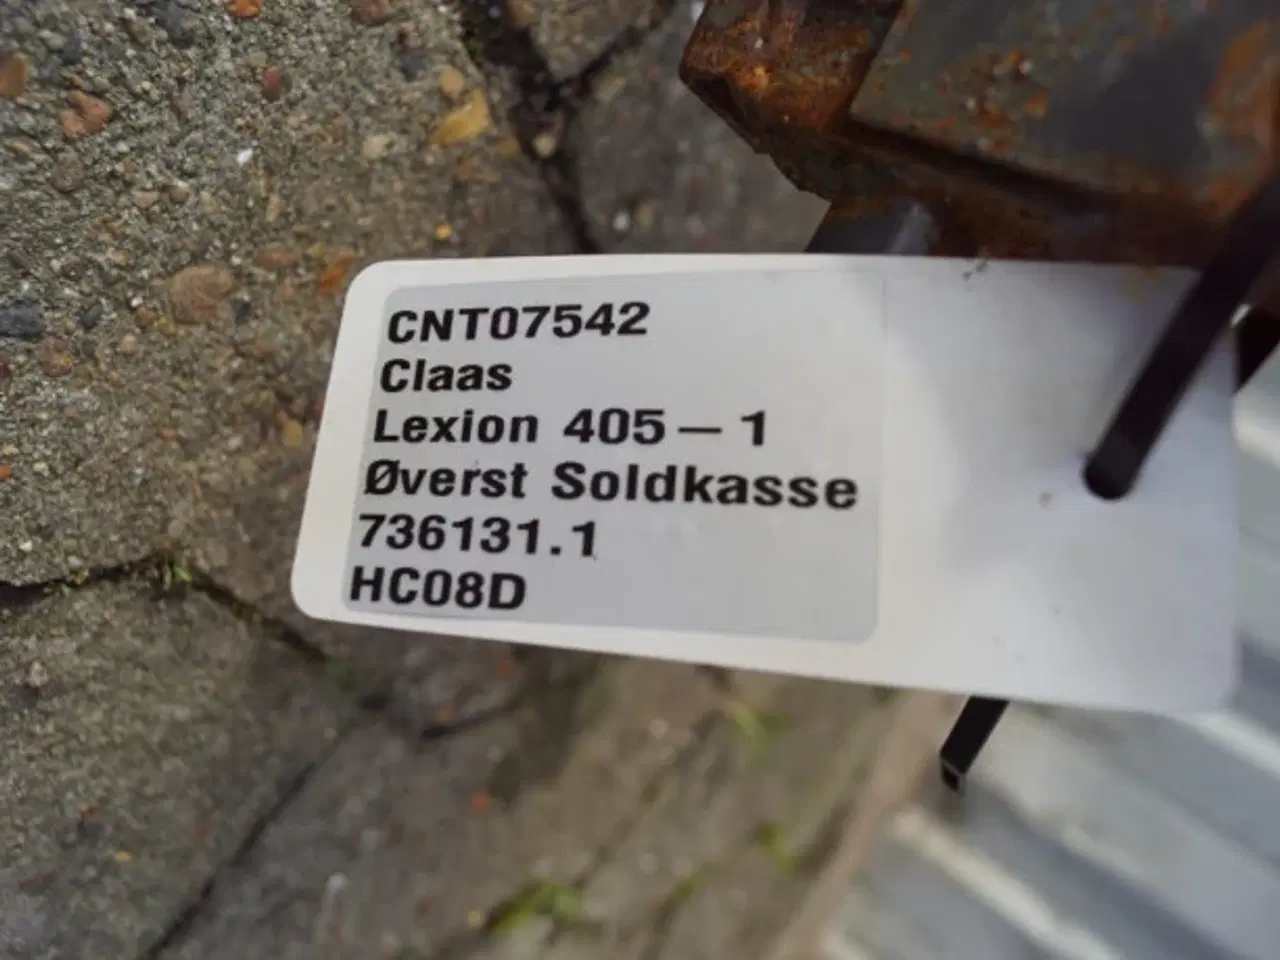 CNT07542
Claas
Lexion 405 – 1
Øverst Soldkasse
736131.1
HC08D